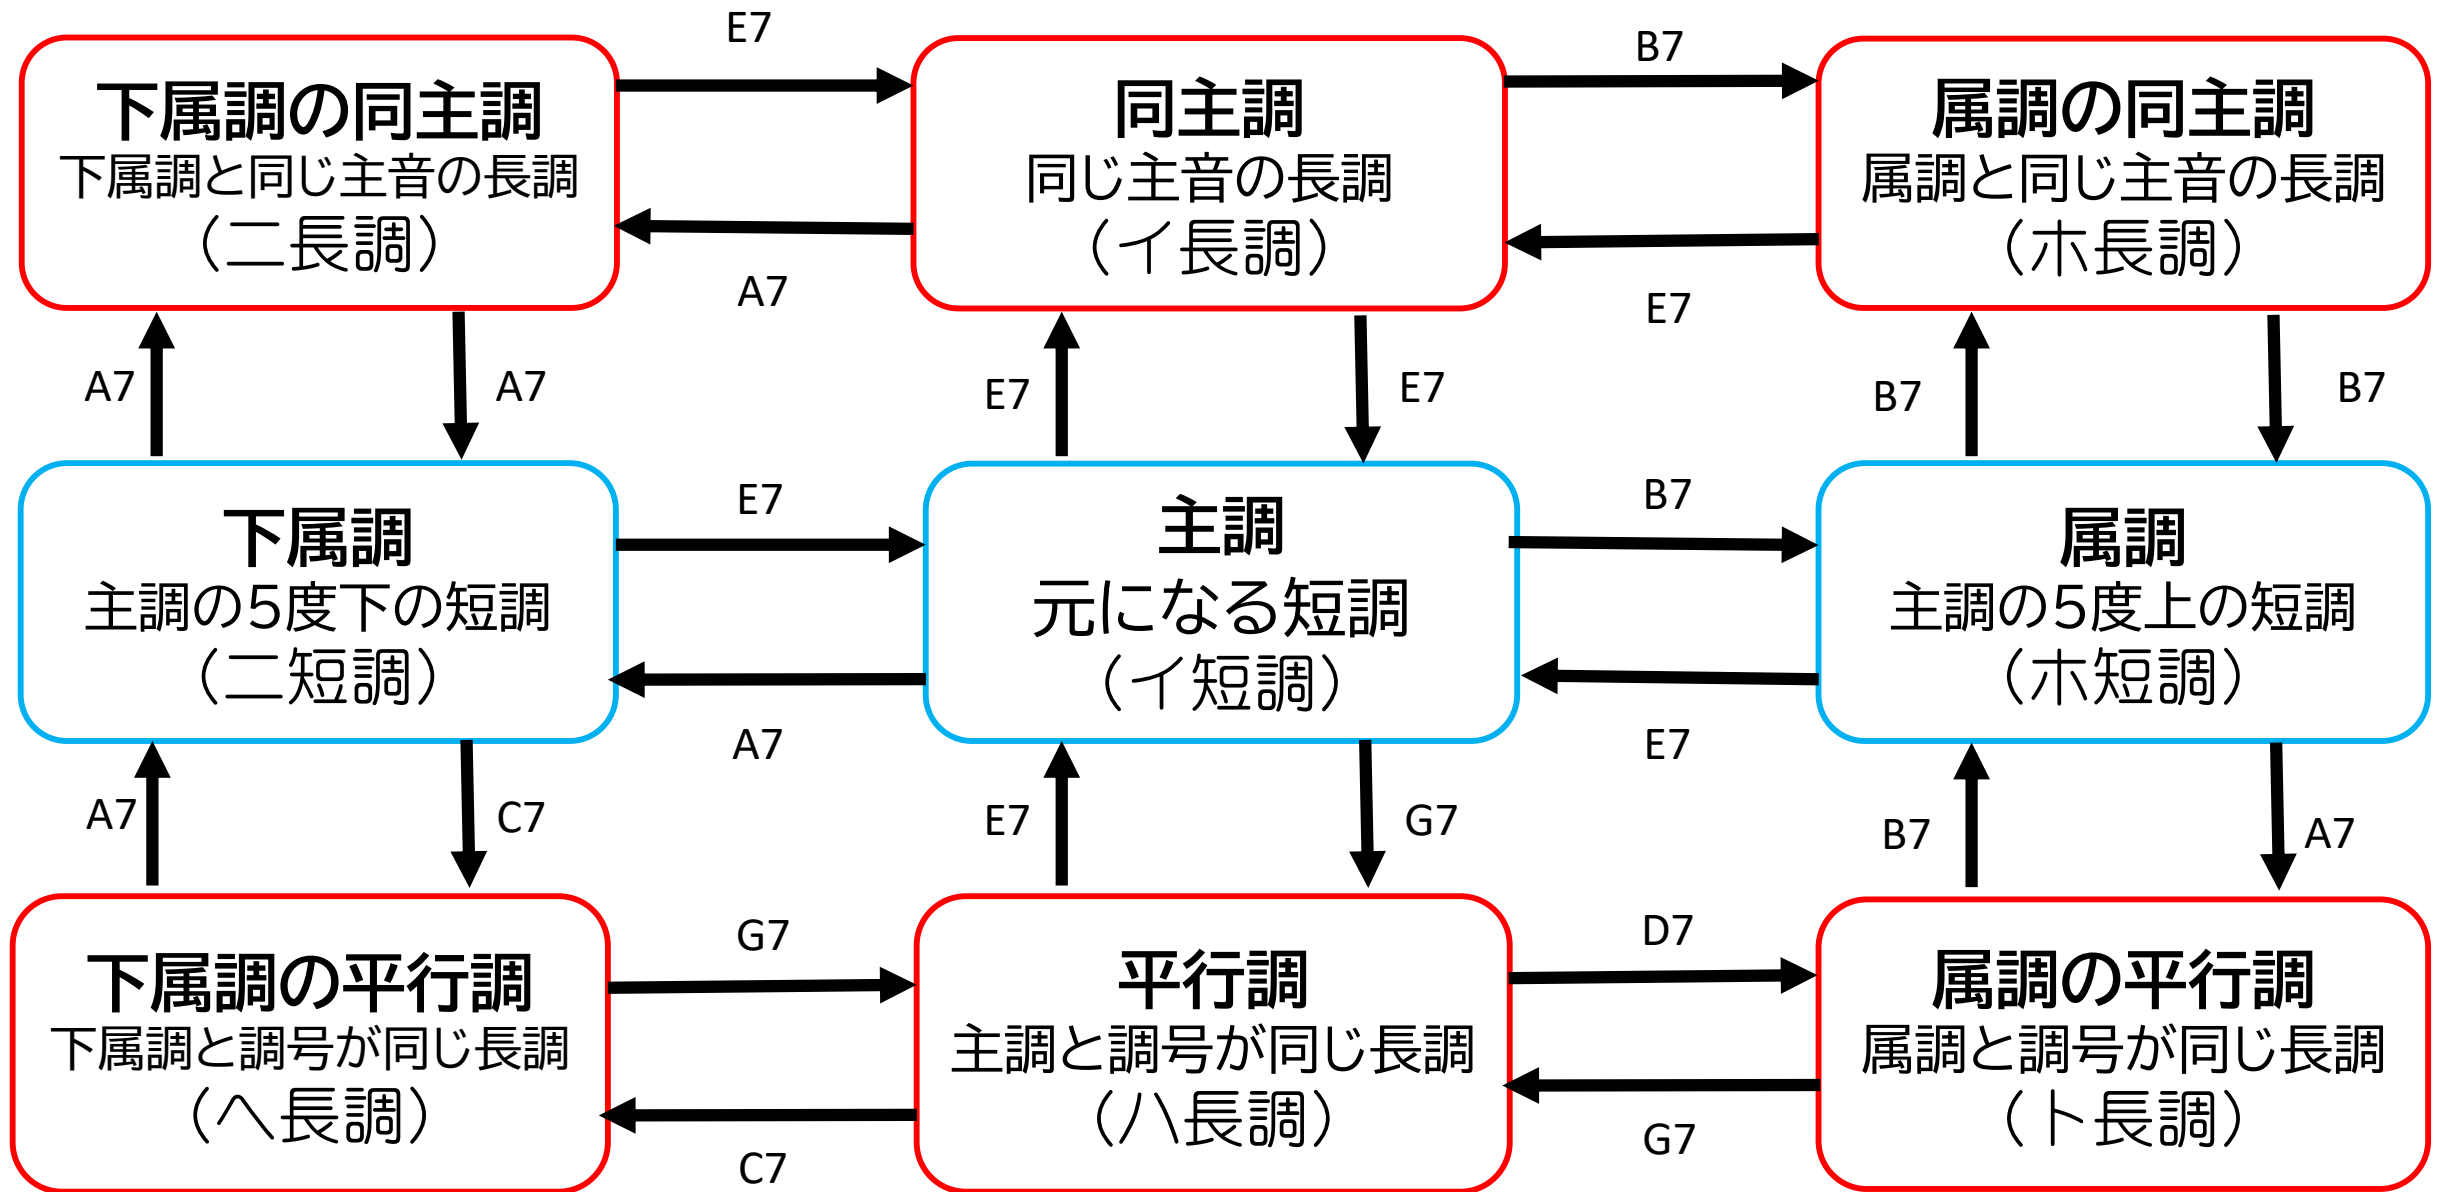 E7
B7
下属調の同主調
下属調と同じ主音の長調
（ニ長調）
同主調
同じ主音の長調
（イ長調）
属調の同主調
属調と同じ主音の長調
（ホ長調）
A7
E7
A7
A7
E7
E7
B7
B7
E7
B7
下属調
主調の５度下の短調
（ニ短調）
主調
元になる短調
（イ短調）
属調
主調の５度上の短調
（ホ短調）
A7
E7
A7
C7
E7
G7
B7
A7
G7
D7
下属調の平行調
下属調と調号が同じ長調
（ヘ長調）
平行調
主調と調号が同じ長調
（ハ長調）
属調の平行調
属調と調号が同じ長調
（ト長調）
C7
G7